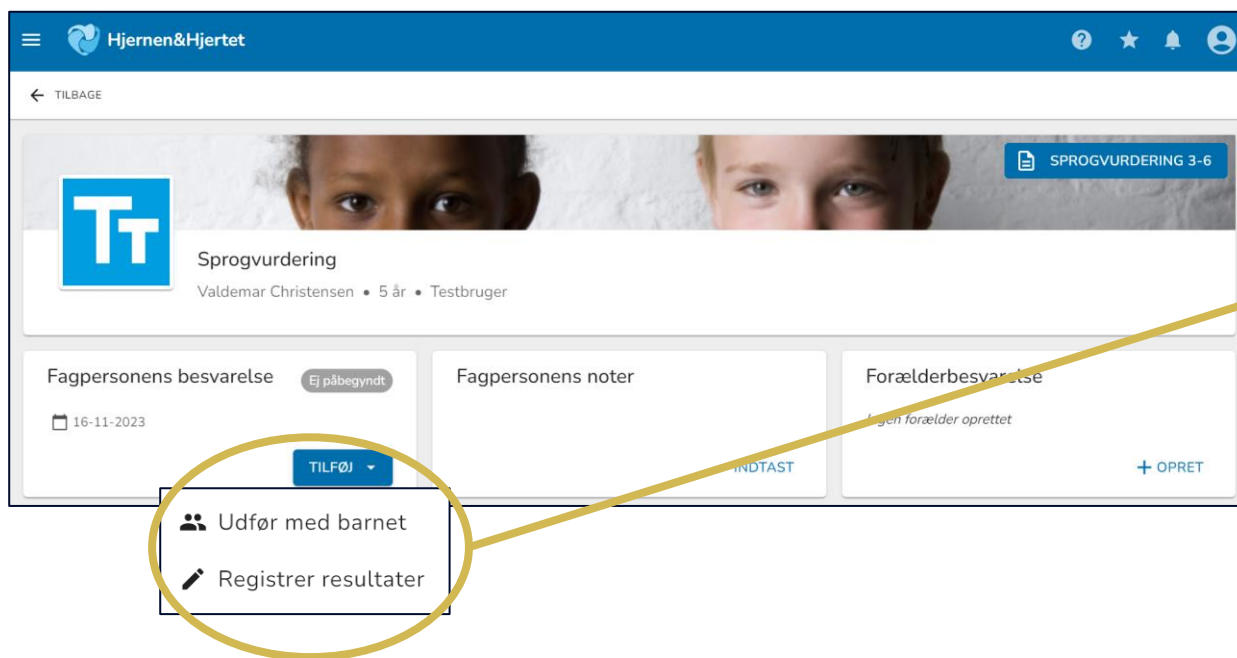 Hjernen&Hjertet
TILBAGE
SPROGVURDERING 3-6
TT
Sprogvurdering
Valdemar Christensen • 5 år • Testbruger
Fagpersonens besvarelse
Ej påbegyndt
16-11-2023
TILFØJ
Fagpersonens noter
INDTAST
Forælderbesvarelse
Ingen forælder oprettet
+ OPRET
Udfør med barnet
Registrer resultater